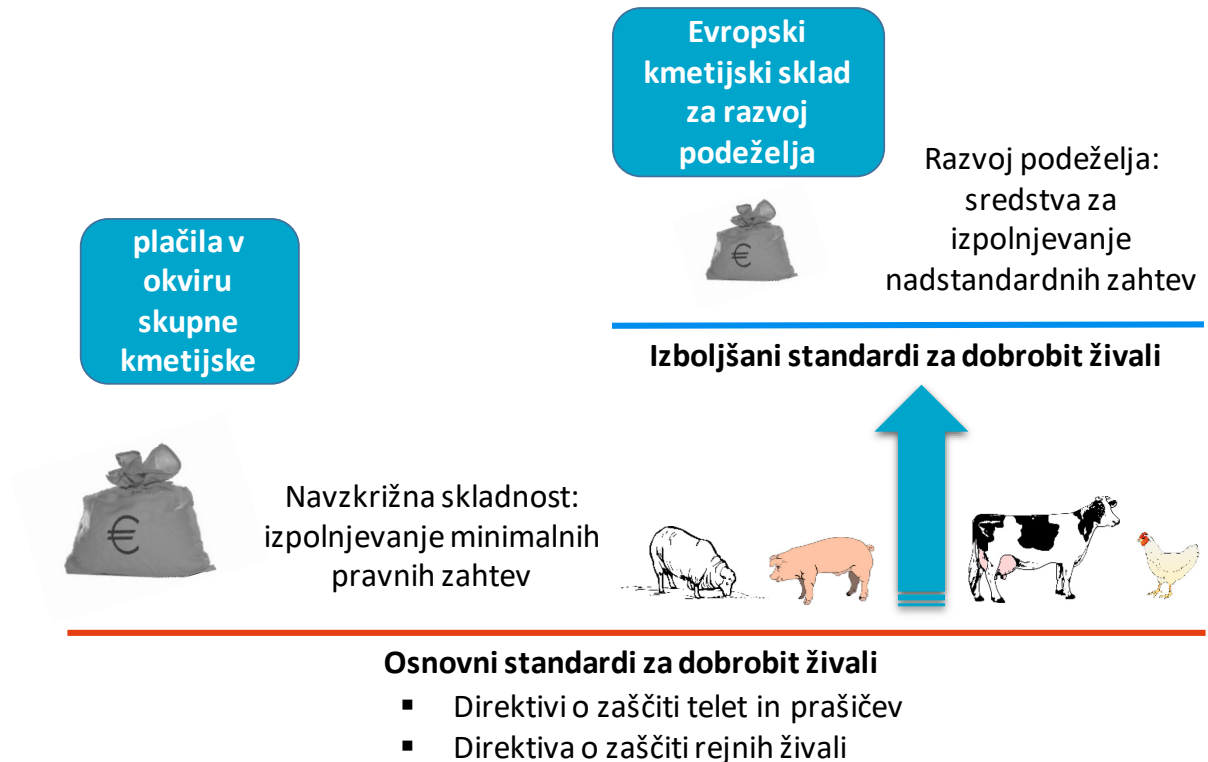 Evropski
kmetijski sklad
za razvoj
podeželja
Razvoj podeželja:
sredstva za
izpolnjevanje
nadstandardnih zahtev
€
plačila v
okviru
skupne
kmetijske
Izboljšani standardi za dobrobit živali
€
Navzkrižna skladnost:
izpolnjevanje minimalnih
pravnih zahtev
Osnovni standardi za dobrobit živali
▪ Direktivi o zaščiti telet in prašičev
▪ Direktiva o zaščiti rejnih živali